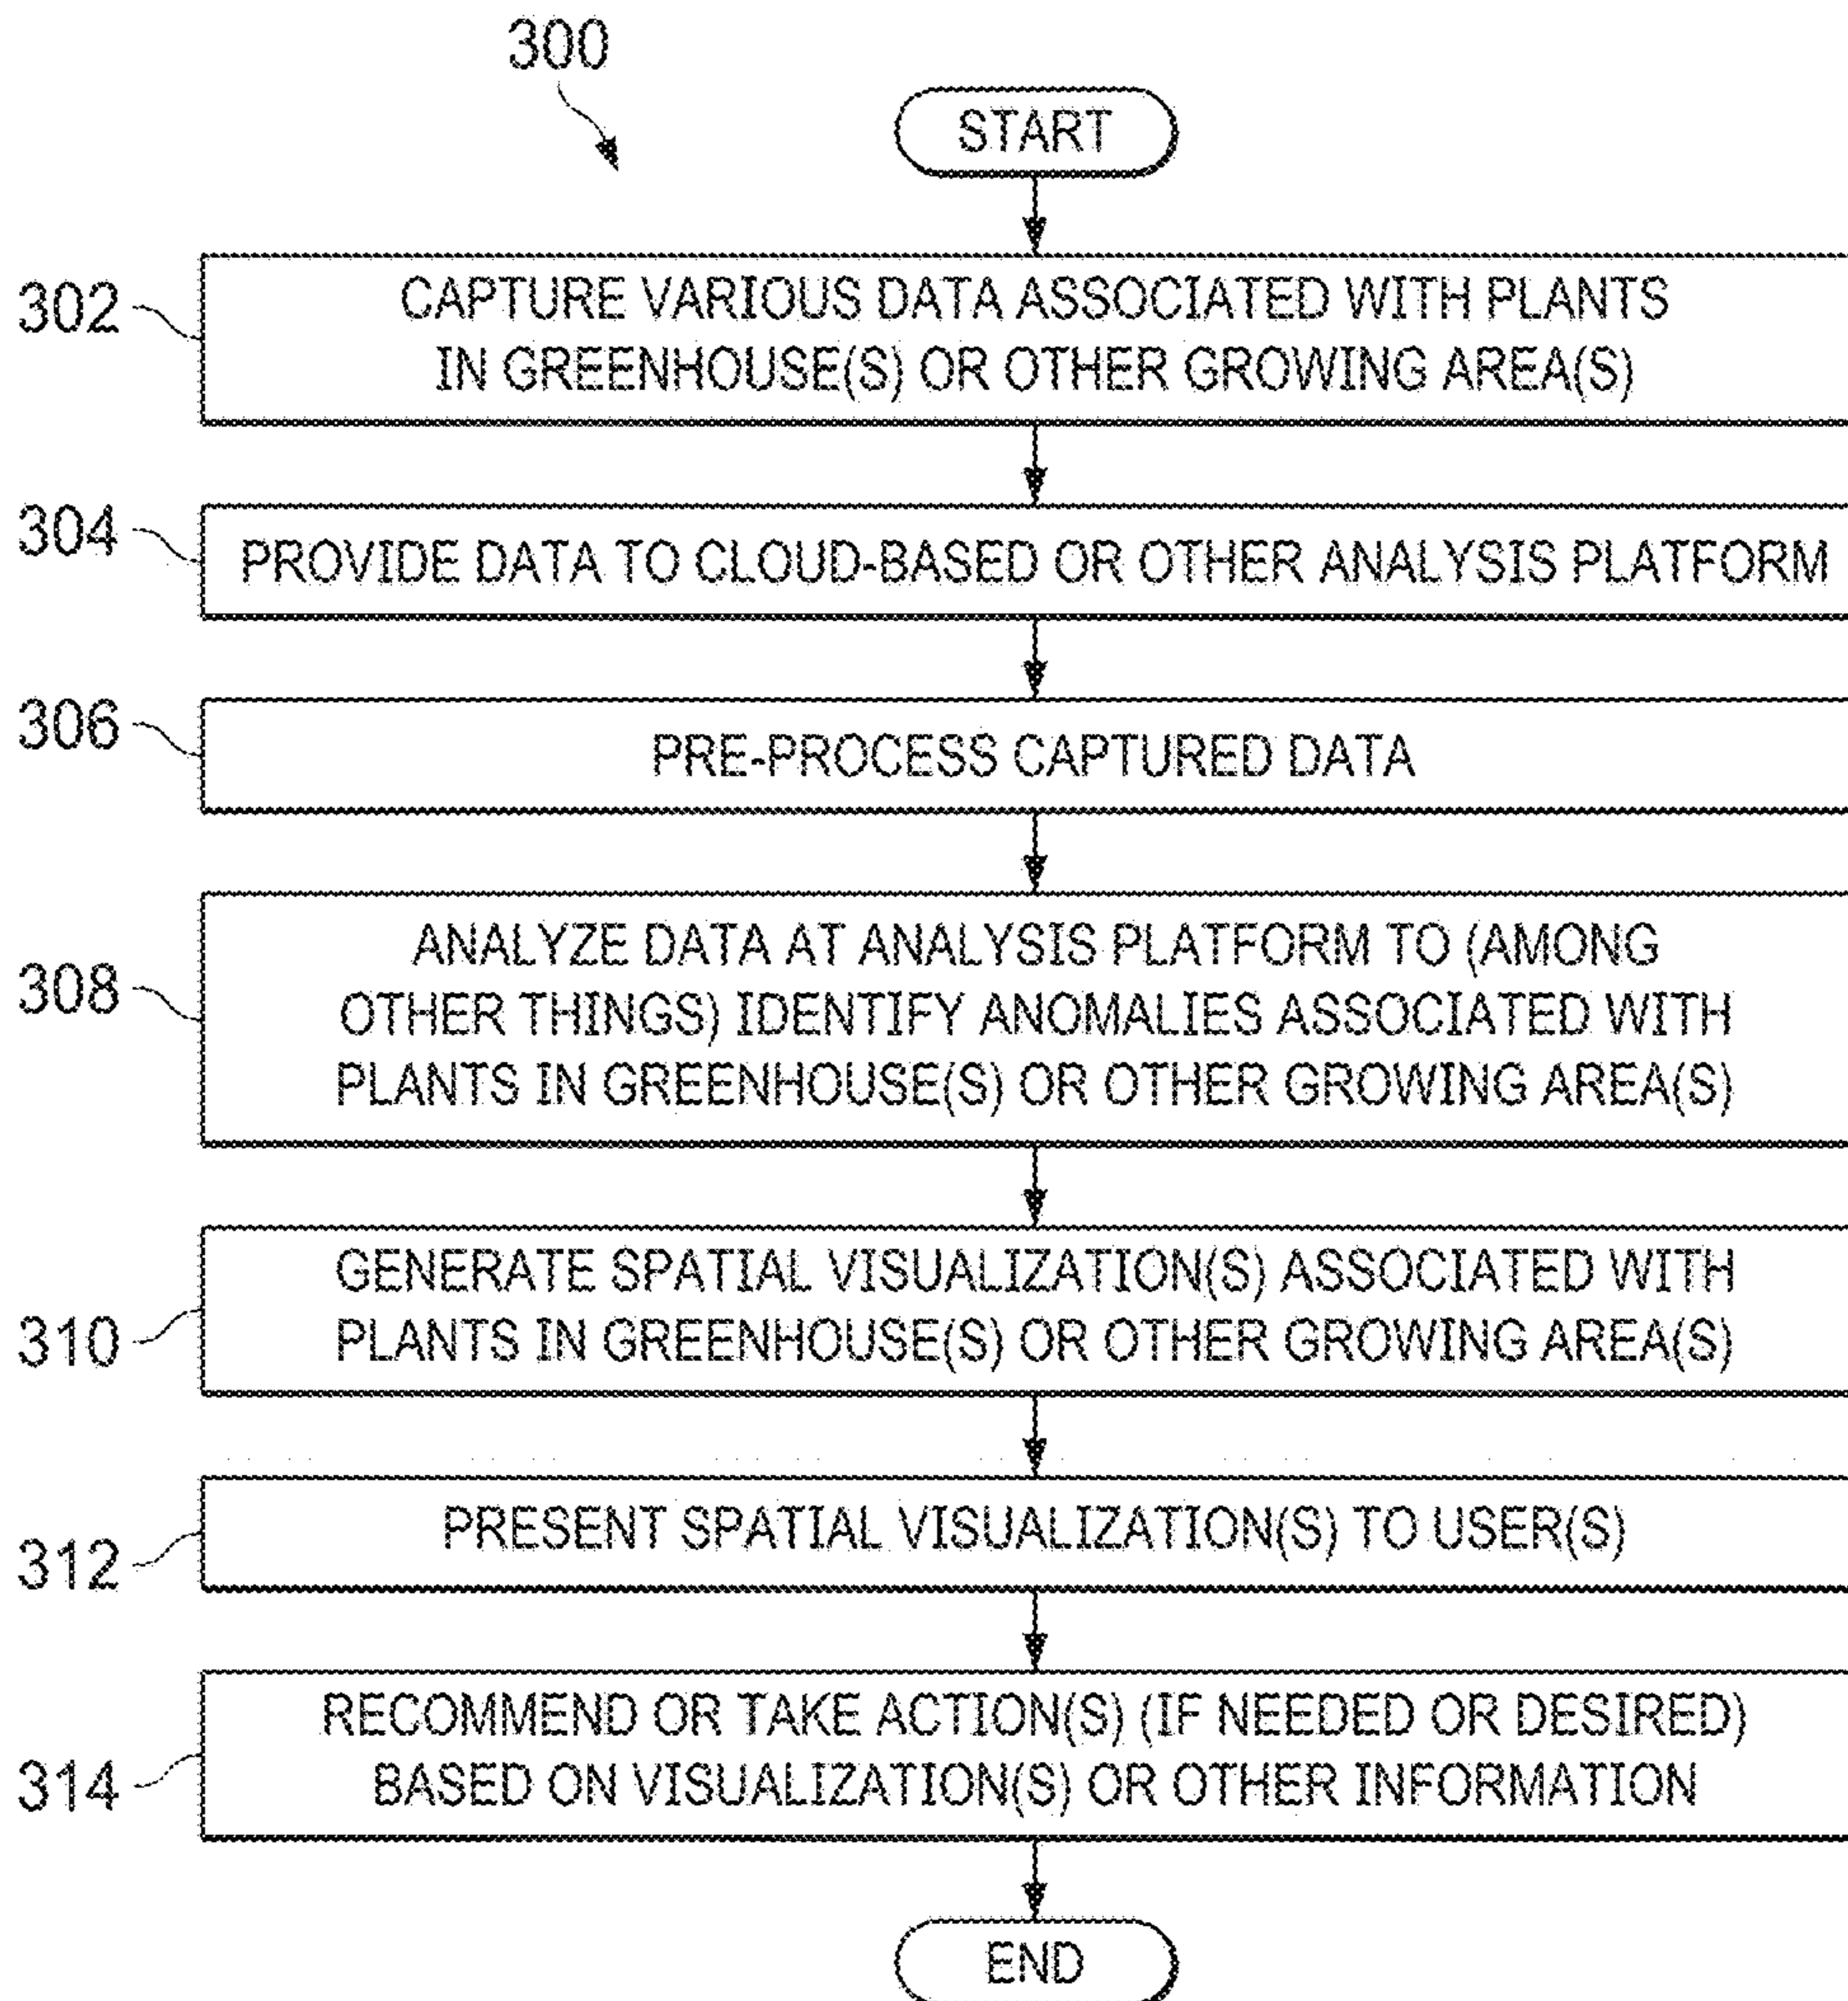 300
START
302
CAPTURE VARIOUS DATA ASSOCIATED WITH PLANTS
IN GREENHOUSE(S) OR OTHER GROWING AREA(S)
304
PROVIDE DATA TO CLOUD-BASED OR OTHER ANALYSIS PLATFORM
306
PRE-PROCESS CAPTURED DATA
308
ANALYZE DATA AT ANALYSIS PLATFORM TO (AMONG
OTHER THINGS) IDENTIFY ANOMALIES ASSOCIATED WITH
PLANTS IN GREENHOUSE(S) OR OTHER GROWING AREA(S)
310
GENERATE SPATIAL VISUALIZATION(S) ASSOCIATED WITH
PLANTS IN GREENHOUSE(S) OR OTHER GROWING AREA(S)
312
PRESENT SPATIAL VISUALIZATION(S) TO USER(S)
314
RECOMMEND OR TAKE ACTION(S) (IF NEEDED OR DESIRED)
BASED ON VISUALIZATION(S) OR OTHER INFORMATION
END